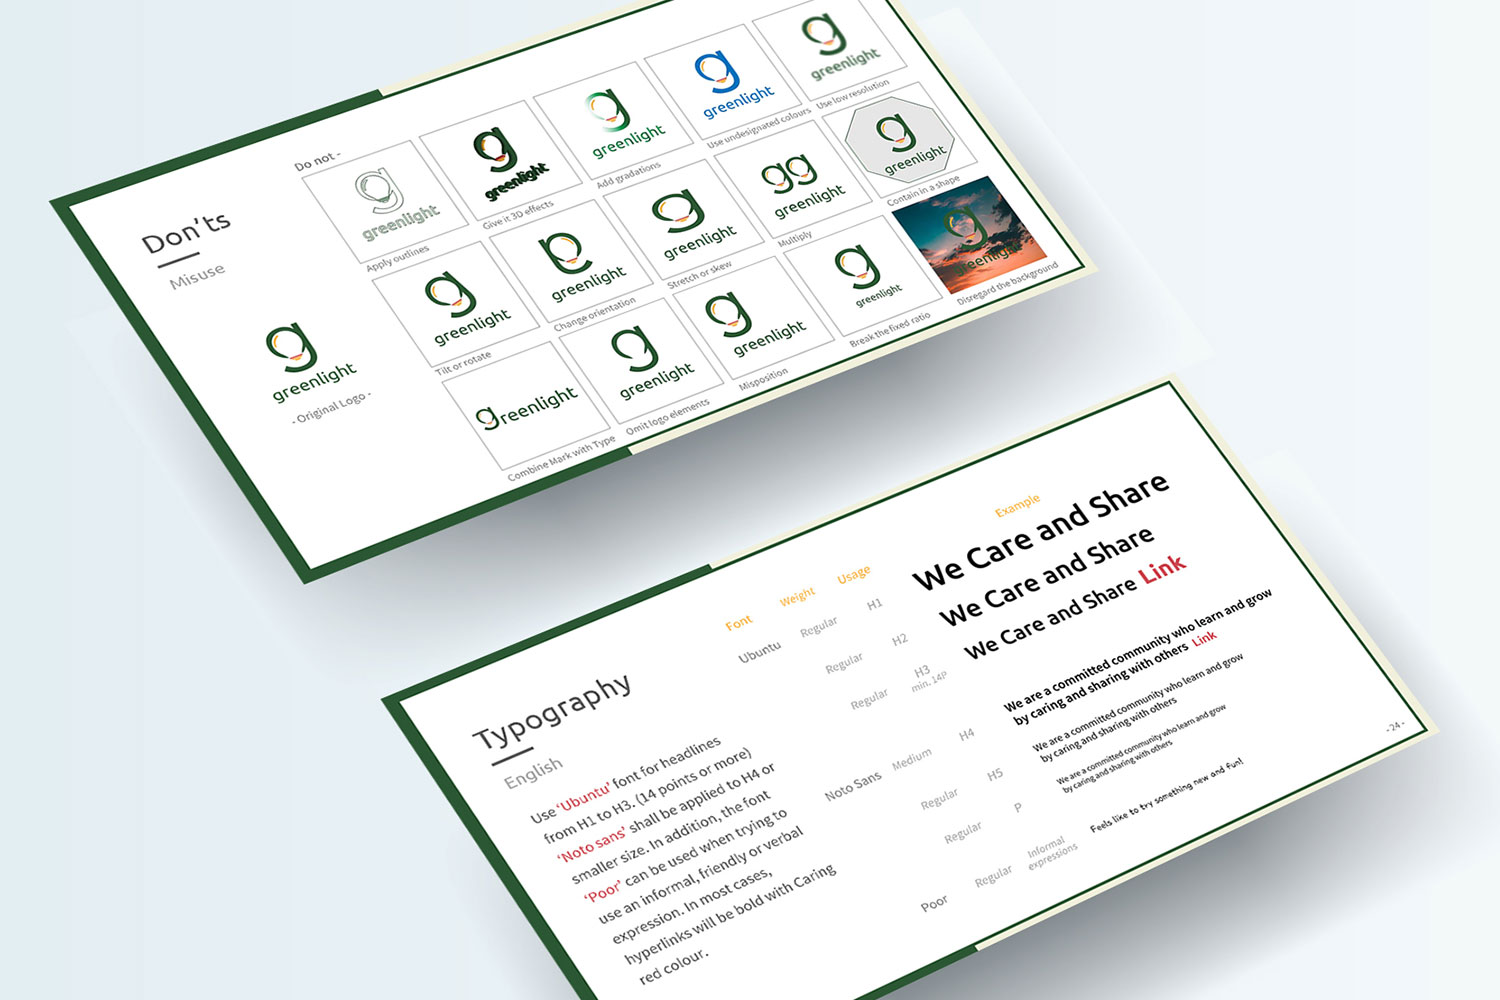 Don'ts
Misuse
greenlight
- Original Logo -
Do not -
greenlight
Apply outlines
greenlight
Give it 3D effects
greenlight
Add gradations
greenlight
Use undesignated colours
greenlight
Use low resolution
greenlight
Tilt or rotate
greenlight
Change orientation
greenlight
Stretch or skew
greenlight
Multiply
greenlight
Contain in a shape
greenlight
Combine Mark with Type
greenlight
Omit logo elements
greenlight
Misposition
greenlight
Break the fixed ratio
greenlight
Disregard the background
Typography
English
Use 'Ubuntu' font for headlines
from H1 to H3. (14 points or more)
'Noto sans' shall be applied to H4 or
smaller size. In addition, the font
'Poor' can be used when trying to
use an informal, friendly or verbal
expression. In most cases,
hyperlinks will be bold with Caring
red colour.
Font Weight Usage Example
Ubuntu Regular H1 We Care and Share
Regular H2 We Care and Share
Regular H3 We Care and Share Link
min. 14P
Noto Sans Medium H4 We are a committed community who learn and grow
by caring and sharing with others Link
Regular H5 We are a committed community who learn and grow
by caring and sharing with others
Regular P We are a committed community who learn and grow
by caring and sharing with others
Poor Regular Informal
expressions
Feels like to try something new and fun!
- 24 -